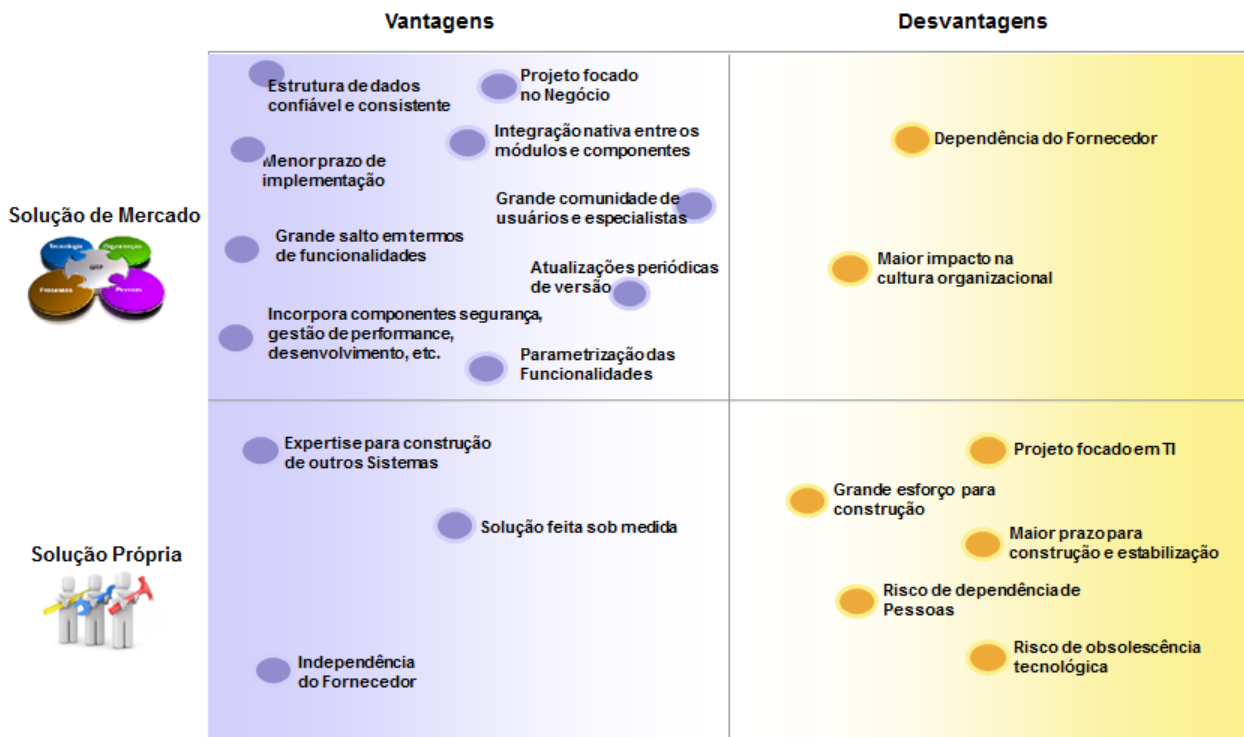 Vantagens
Desvantagens
Solução de Mercado
Tecnologia
Organização
Processos
Pessoas
Estrutura de dados
confiável e consistente
Projeto focado
no Negócio
Menor prazo de
implementação
Integração nativa entre os
módulos e componentes
Grande comunidade de
usuários e especialistas
Grande salto em termos
de funcionalidades
Atualizações periódicas
de versão
Incorpora componentes segurança,
gestão de performance,
desenvolvimento, etc.
Parametrização das
Funcionalidades
Dependência do Fornecedor
Maior impacto na
cultura organizacional
Solução Própria
Expertise para construção
de outros Sistemas
Solução feita sob medida
Independência
do Fornecedor
Projeto focado em TI
Grande esforço para
construção
Maior prazo para
construção e estabilização
Risco de dependência de
Pessoas
Risco de obsolescência
tecnológica